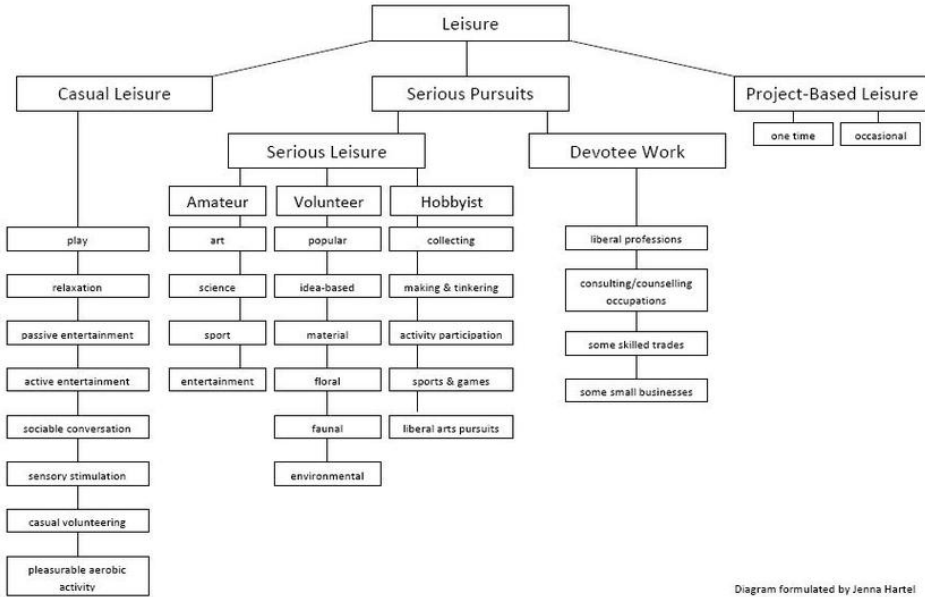 Leisure
Casual Leisure
Serious Pursuits
Project-Based Leisure
one time
occasional
Serious Leisure
Devotee Work
Amateur
Volunteer
Hobbyist
play
relaxation
passive entertainment
active entertainment
sociable conversation
sensory stimulation
casual volunteering
pleasurable aerobic
activity
art
science
sport
entertainment
popular
idea-based
material
floral
faunal
environmental
collecting
making & tinkering
activity participation
sports & games
liberal arts pursuits
liberal professions
consulting/counselling
occupations
some skilled trades
some small businesses
Diagram formulated by Jenna Hartel